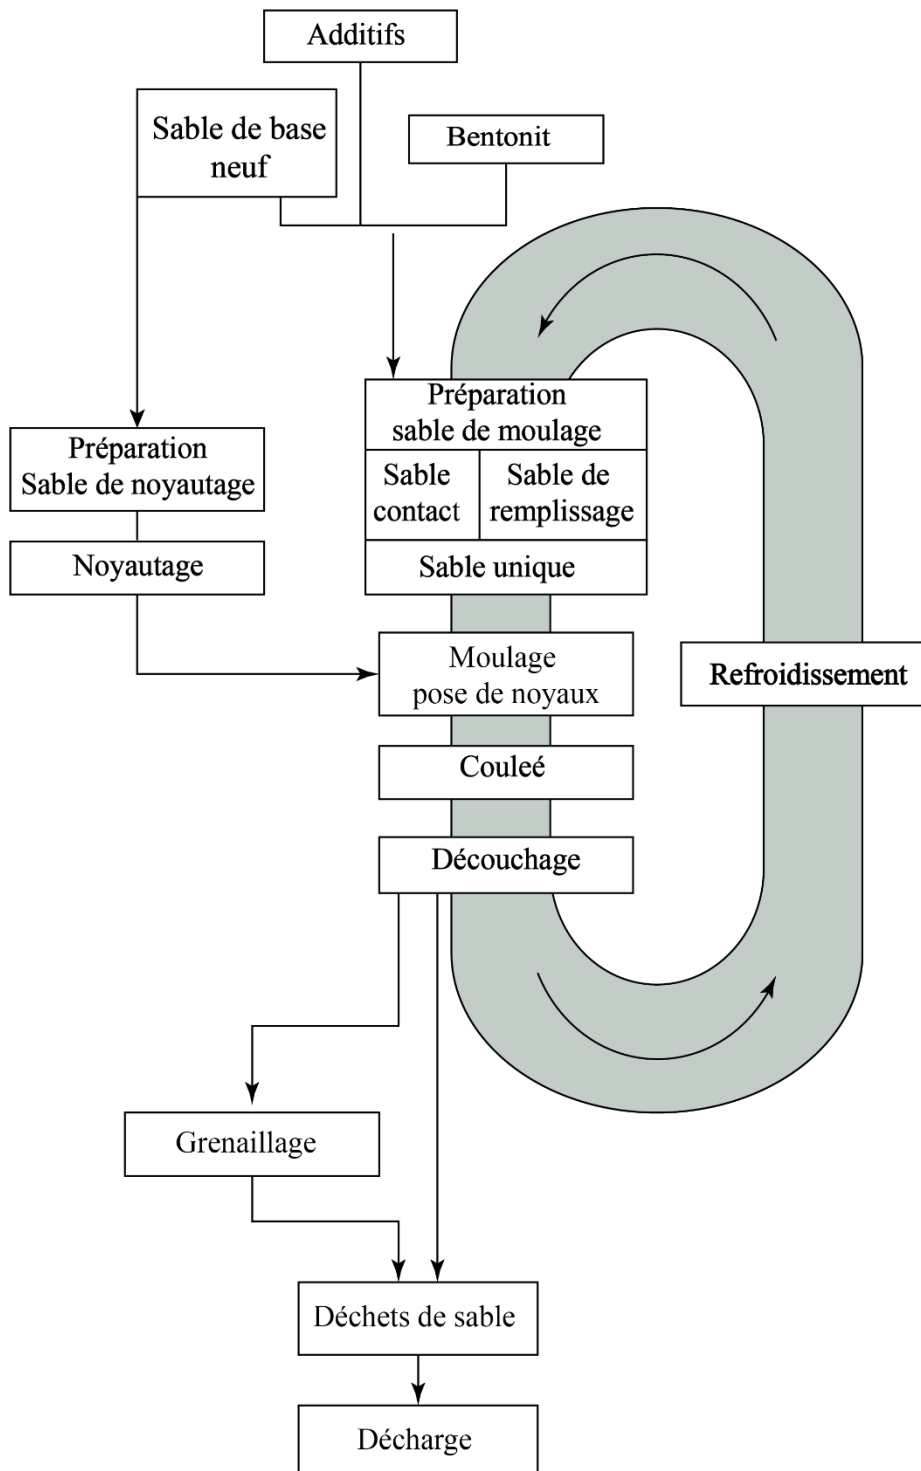 Additifs
Sable de base
neuf
Bentonit
Préparation
sable de moulage
Préparation
Sable de noyautage
Sable
contact
Sable de
remplissage
Noyautage
Sable unique
Moulage
pose de noyaux
Refroidissement
Couleé
Découchage
Grenaillage
Déchets de sable
Décharge